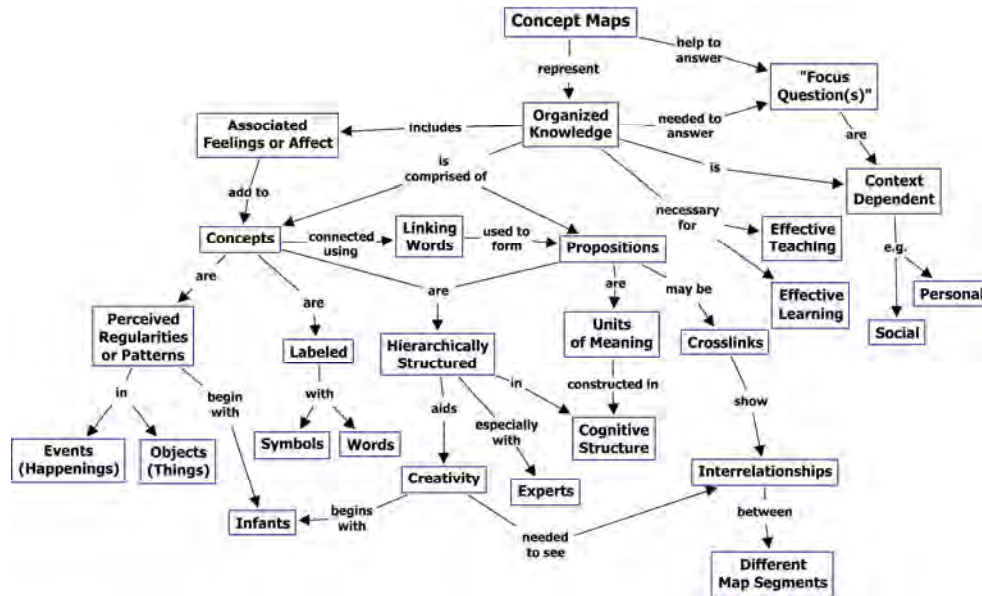 Concept Maps
help to
answer
represent
"Focus
Question(s)"
Associated
Feelings or Affect
includes
Organized
Knowledge
needed to
answer
are
is
comprised of
is
add to
Context
Dependent
necessary
for
Concepts
connected
using
Linking
Words
used to
form
Propositions
Effective
Teaching
e.g.
are
are
are
are
may be
Effective
Learning
Personal
Perceived
Regularities
or Patterns
Labeled
Hierarchically
Structured
Units
of Meaning
Crosslinks
Social
in
begin
with
with
aids
in
constructed in
show
especially
with
Events
(Happenings)
Objects
(Things)
Symbols
Words
Cognitive
Structure
Creativity
Experts
Interrelationships
Infants
begins
with
needed
to see
between
Different
Map Segments